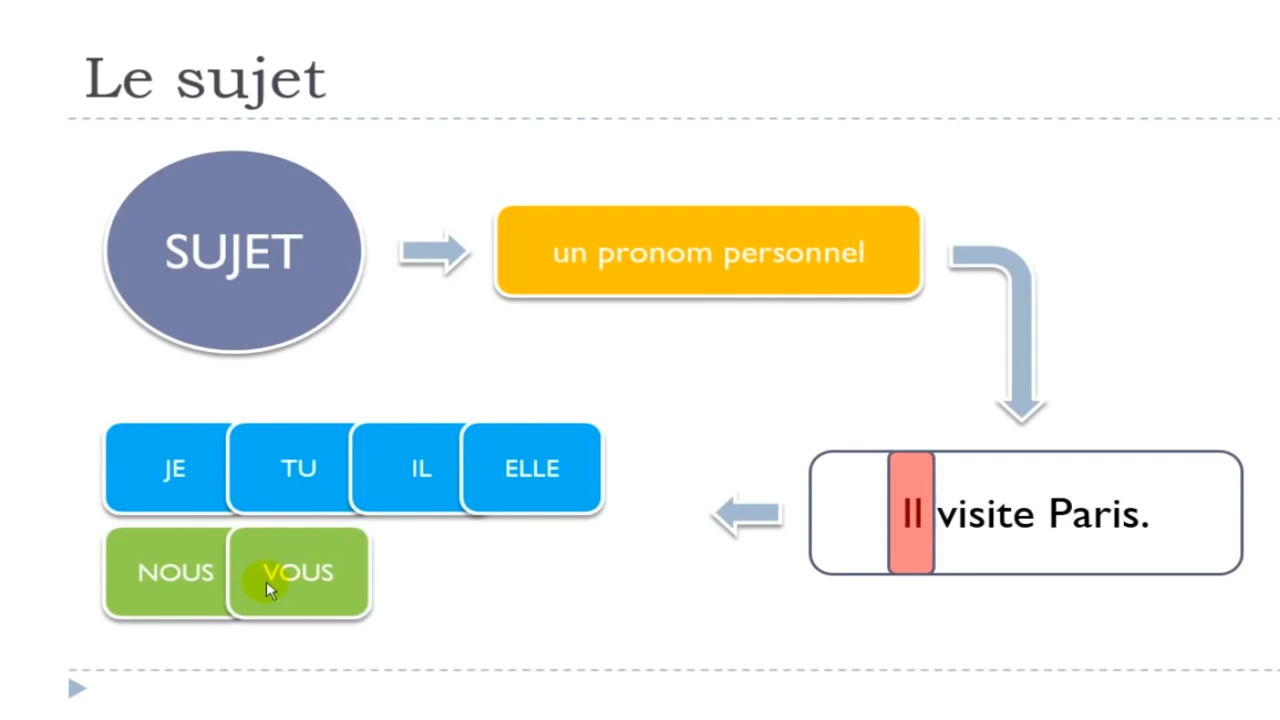 Le sujet
SUJET
un pronom personnel
Il visite Paris.
JE TU IL ELLE
NOUS VOUS